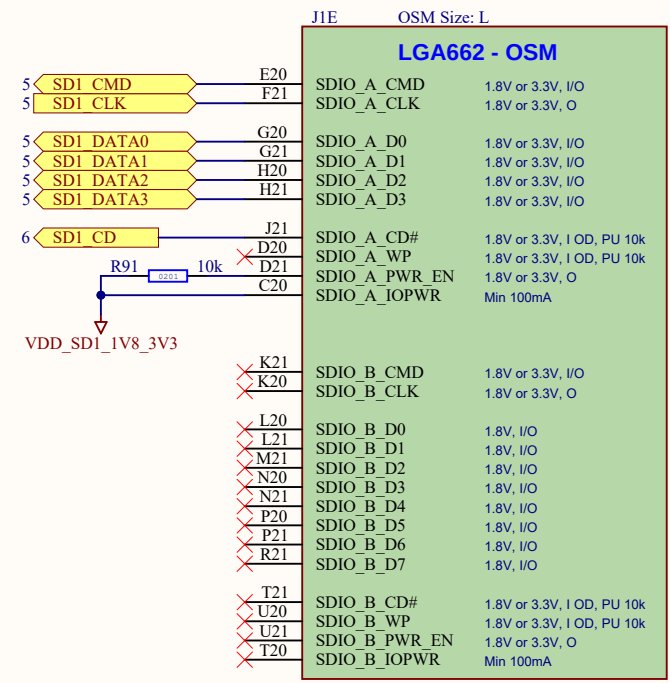 J1E OSM Size: L
LGA662 - OSM
5 SD1_CMD E20 SDIO_A_CMD 1.8V or 3.3V, I/O
5 SD1_CLK F21 SDIO_A_CLK 1.8V or 3.3V, O
5 SD1_DATA0 G20 SDIO_A_D0 1.8V or 3.3V, I/O
5 SD1_DATA1 G21 SDIO_A_D1 1.8V or 3.3V, I/O
5 SD1_DATA2 H20 SDIO_A_D2 1.8V or 3.3V, I/O
5 SD1_DATA3 H21 SDIO_A_D3 1.8V or 3.3V, I/O
6 SD1_CD J21 SDIO_A_CD# 1.8V or 3.3V, I OD, PU 10k
D20 SDIO_A_WP 1.8V or 3.3V, I OD, PU 10k
R91 0201 10k D21 SDIO_A_PWR_EN 1.8V or 3.3V, O
C20 SDIO_A_IOPWR Min 100mA
VDD_SD1_1V8_3V3
K21 SDIO_B_CMD 1.8V or 3.3V, I/O
K20 SDIO_B_CLK 1.8V or 3.3V, O
L20 SDIO_B_D0 1.8V, I/O
L21 SDIO_B_D1 1.8V, I/O
M21 SDIO_B_D2 1.8V, I/O
N20 SDIO_B_D3 1.8V, I/O
N21 SDIO_B_D4 1.8V, I/O
P20 SDIO_B_D5 1.8V, I/O
P21 SDIO_B_D6 1.8V, I/O
R21 SDIO_B_D7 1.8V, I/O
T21 SDIO_B_CD# 1.8V or 3.3V, I OD, PU 10k
U20 SDIO_B_WP 1.8V or 3.3V, I OD, PU 10k
U21 SDIO_B_PWR_EN 1.8V or 3.3V, O
T20 SDIO_B_IOPWR Min 100mA